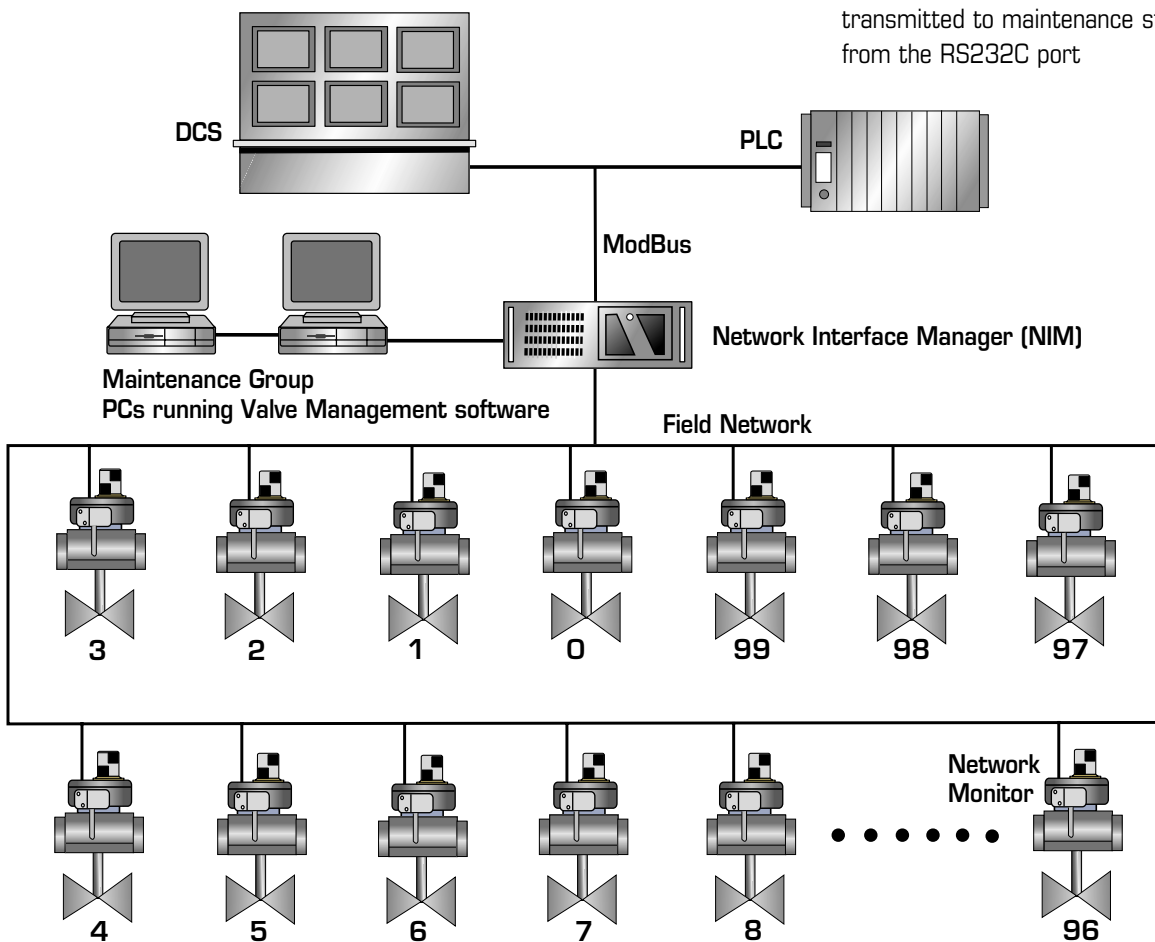 transmitted to maintenance
from the RS232C port
DCS
PLC
ModBus
Network Interface Manager (NIM)
Maintenance Group
PCs running Valve Management software
Field Network
3 2 1 0 99 98 97
Network
Monitor
4 5 6 7 8 96